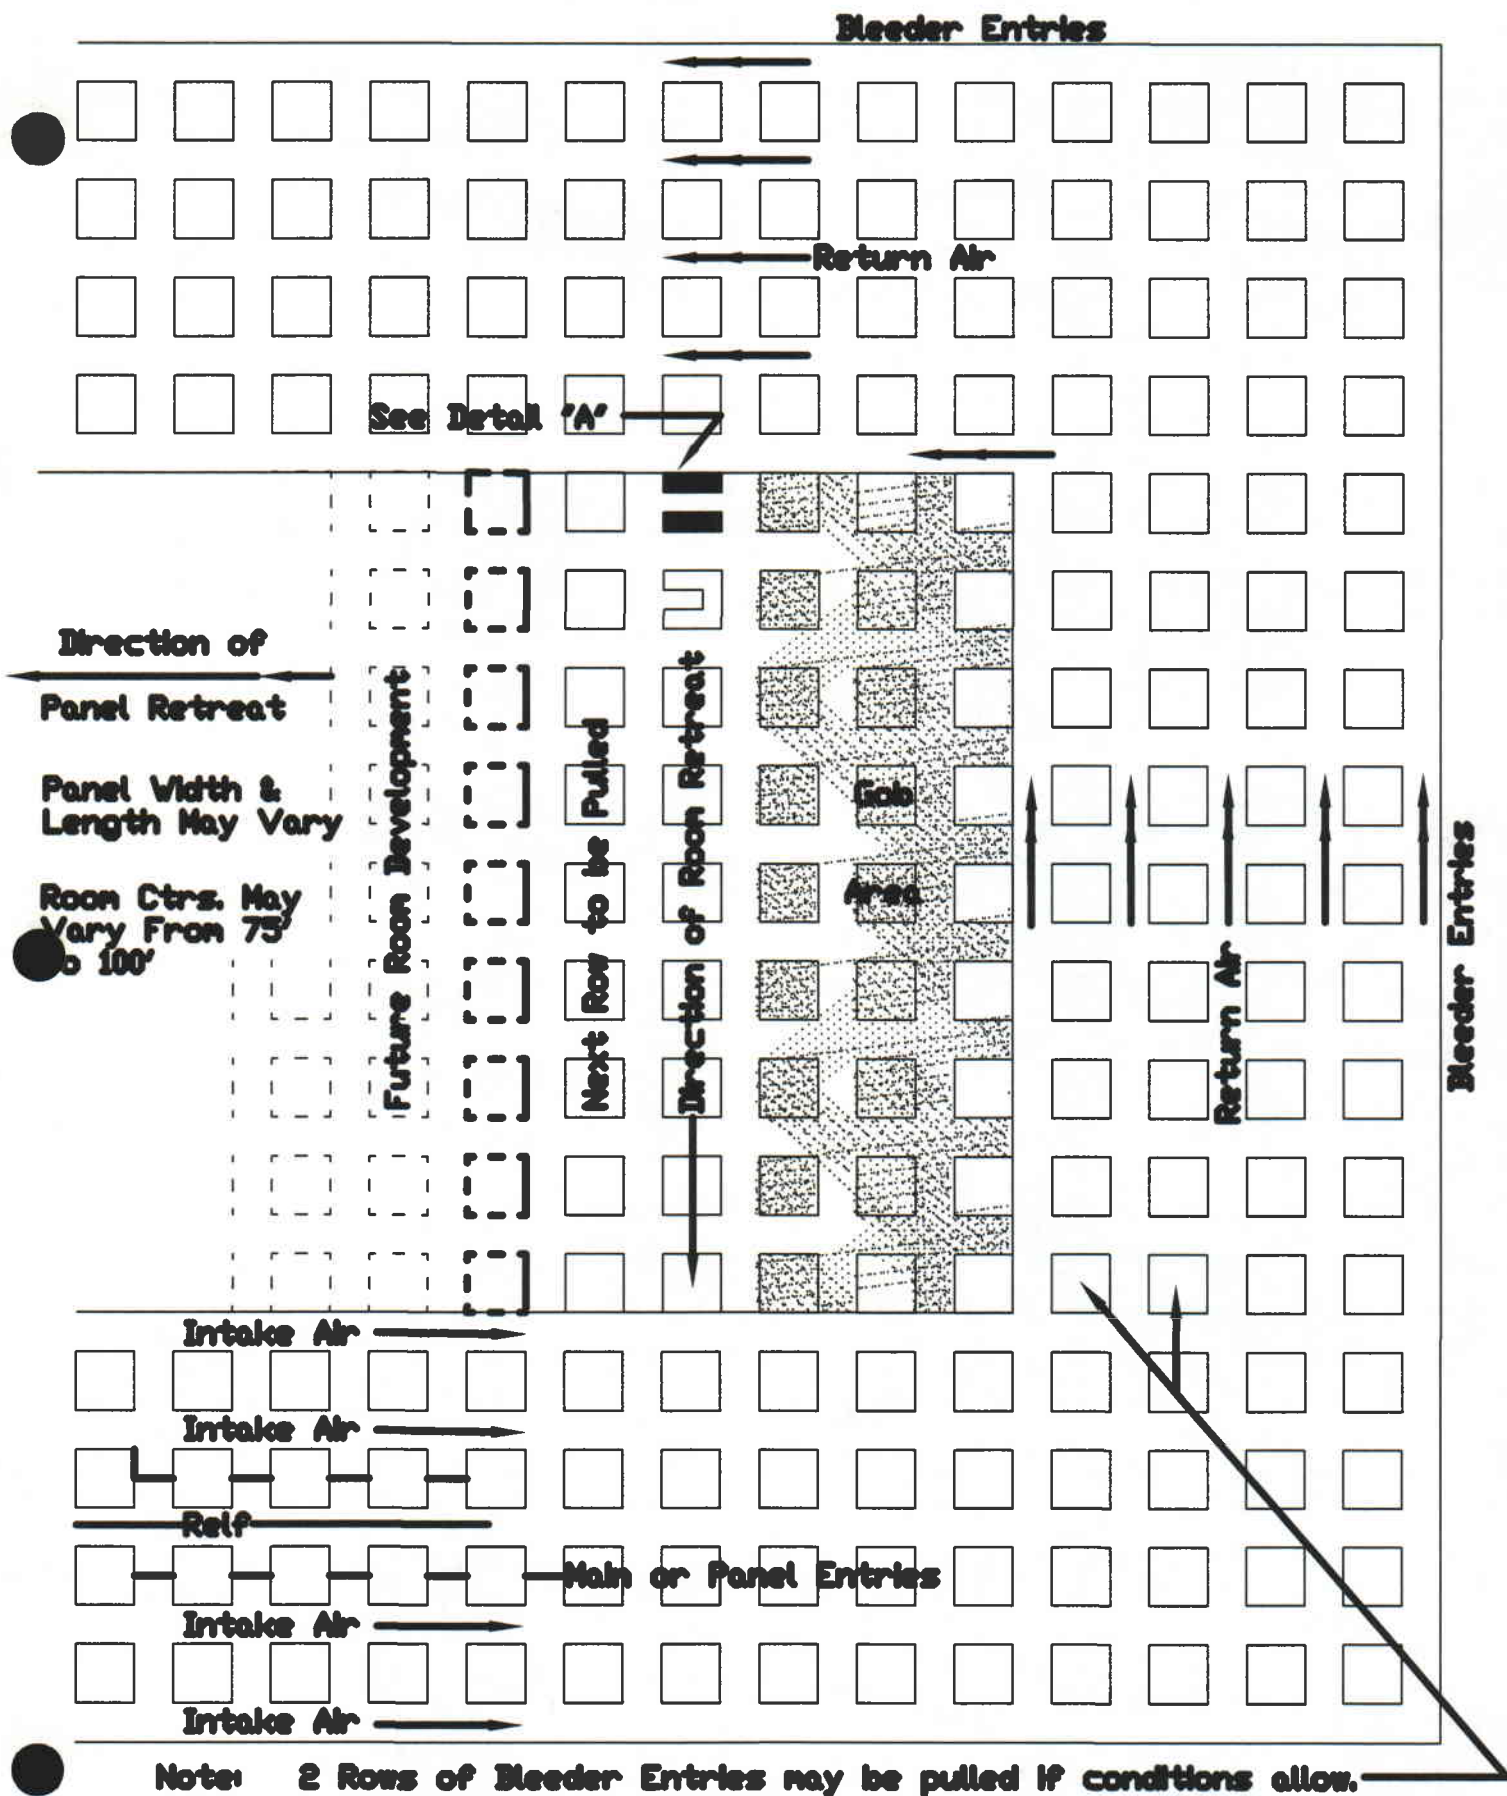 Bleeder Entries
Return Air
See Detail "A"
Direction of
Panel Retreat
Panel Width &
Length May Vary
Room Ctrs. May
Vary From 75'
to 100'
Future Room Development
Next Row to be Pulled
Direction of Room Retreat
Gob
Area
Return Air
Bleeder Entries
Intake Air
Intake Air
Relf
Main or Panel Entries
Intake Air
Intake Air
Note: 2 Rows of Bleeder Entries may be pulled if conditions allow.